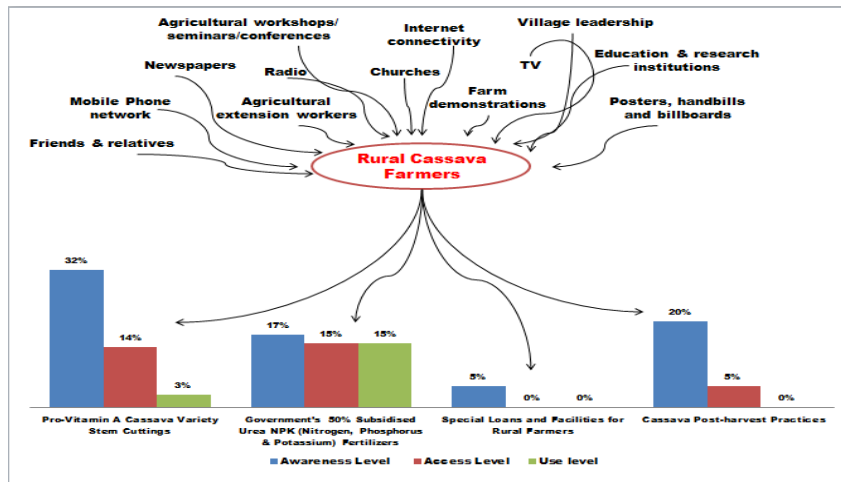 Agricultural workshops/
seminars/conferences
Internet
connectivity
Village leadership
Newspapers
Radio
Churches
TV
Education & research
institutions
Mobile Phone
network
Agricultural
extension workers
Farm
demonstrations
Posters, handbills
and billboards
Friends & relatives
Rural Cassava
Farmers
32%
14%
3%
17%
15%
15%
5%
0%
0%
20%
5%
0%
Pro-Vitamin A Cassava Variety
Stem Cuttings
Government's 50% Subsidised
Urea NPK (Nitrogen, Phosphorus
& Potassium) Fertilizers
Special Loans and Facilities for
Rural Farmers
Cassava Post-harvest Practices
Awareness Level
Access Level
Use level